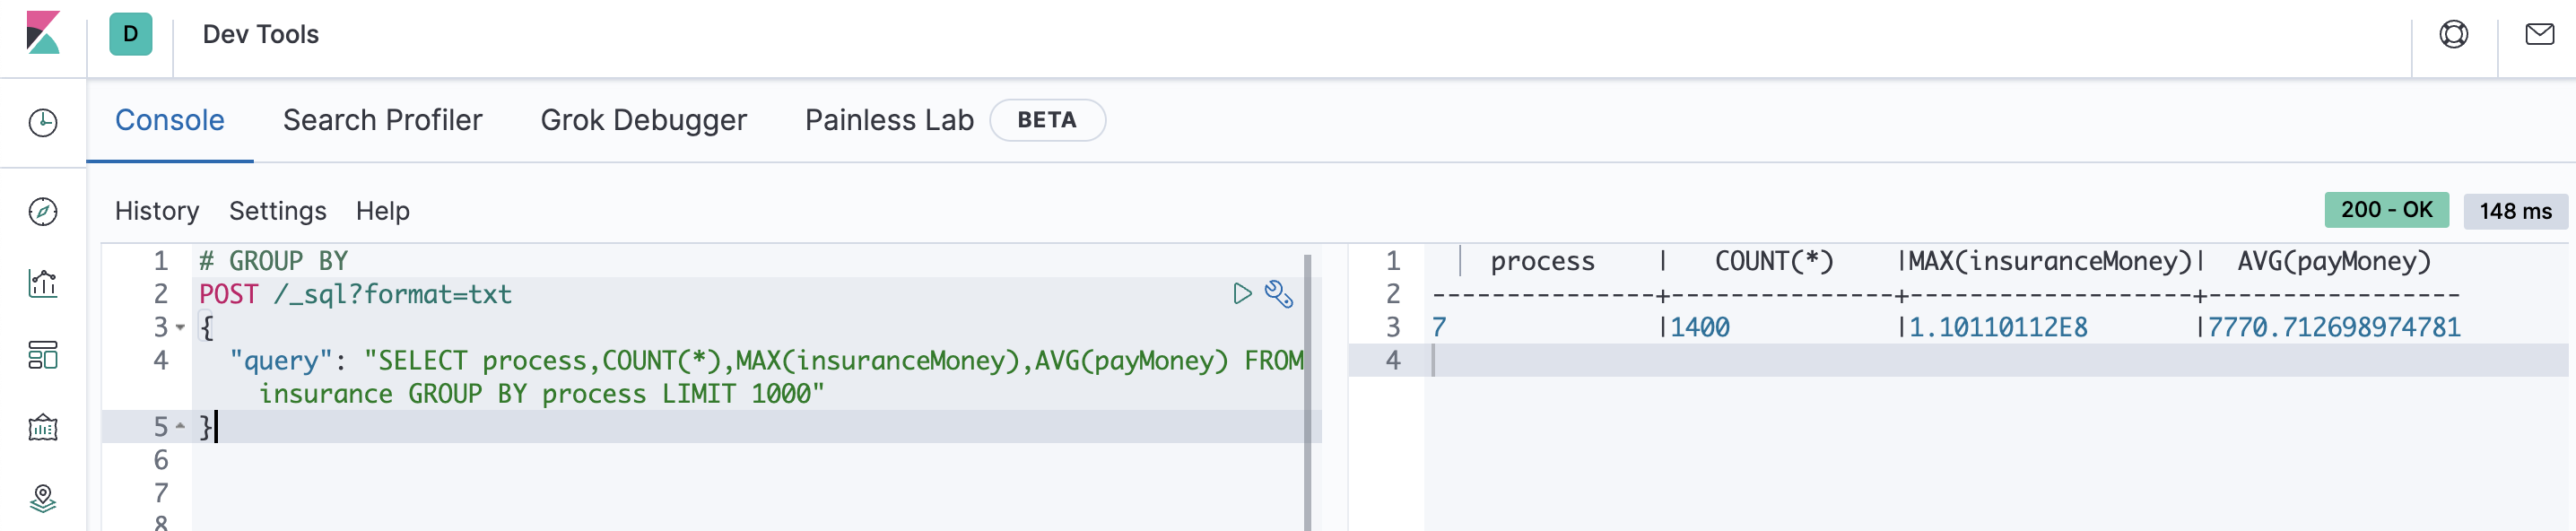 D Dev Tools
Console Search Profiler Grok Debugger Painless Lab BETA
History Settings Help 200 - OK 148 ms
1 # GROUP BY
2 POST /_sql?format=txt
3 {
4 "query": "SELECT process,COUNT(*),MAX(insuranceMoney),AVG(payMoney) FROM
insurance GROUP BY process LIMIT 1000"
5 }
6
7
8
1 process | COUNT(*) |MAX(insuranceMoney)| AVG(payMoney)
2 ---------------+---------------+-------------------+-----------------
3 7 |1400 |1.10110112E8 |7770.712698974781
4